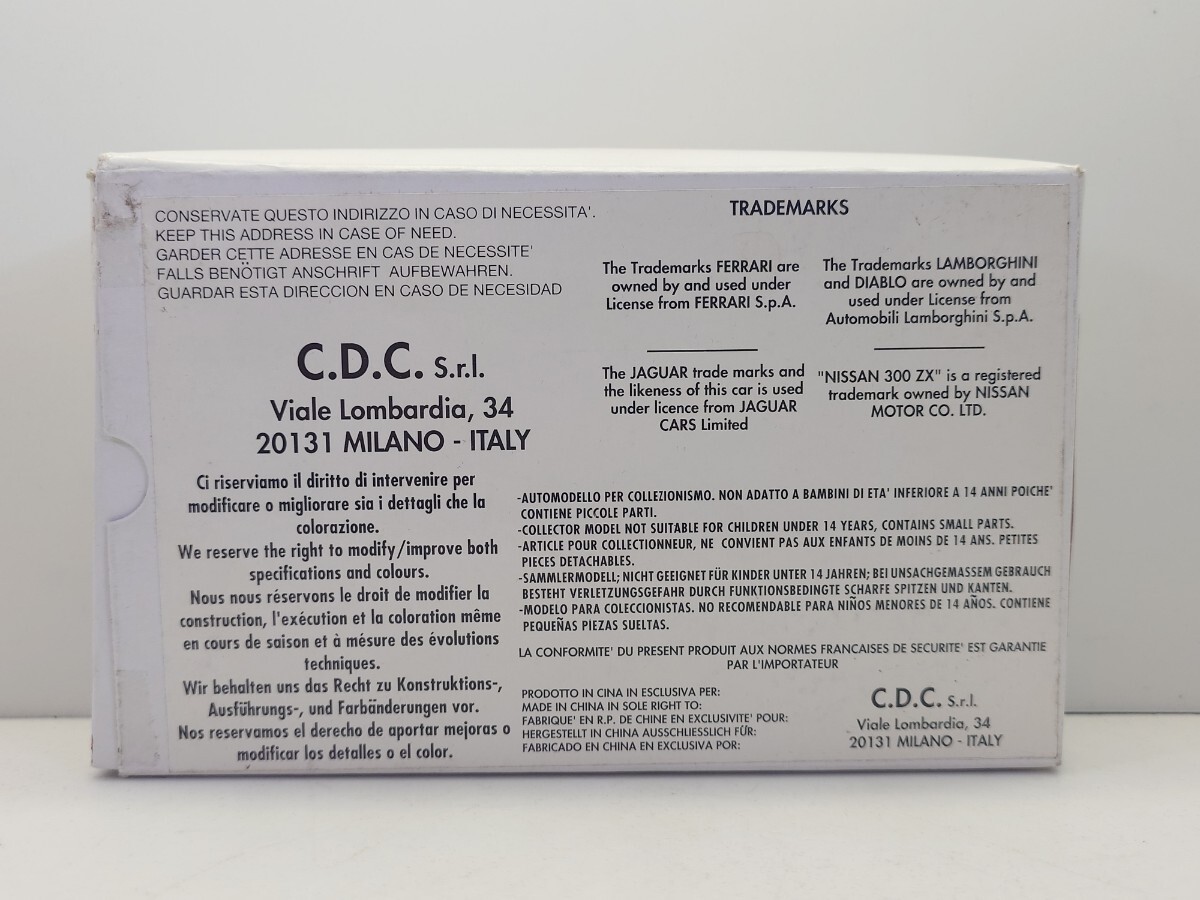 CONSERVATE QUESTO INDIRIZZO IN CASO DI NECESSITA'.
KEEP THIS ADDRESS IN CASE OF NEED.
GARDER CETTE ADRESSE EN CAS DE NECESSITE'
FALLS BENÖTIGT ANSCHRIFT AUFBEWAHREN.
GUARDAR ESTA DIRECCION EN CASO DE NECESIDAD
C.D.C. S.r.l.
Viale Lombardia, 34
20131 MILANO - ITALY
Ci riserviamo il diritto di intervenire per
modificare o migliorare sia i dettagli che la
colorazione.
We reserve the right to modify/improve both
specifications and colours.
Nous nous réservons le droit de modifier la
construction, l'exécution et la coloration même
en cours de saison et à mésure des évolutions
techniques.
Wir behalten uns das Recht zu Konstruktions-,
Ausführungs-, und Farbänderungen vor.
Nos reservamos el derecho de aportar mejoras o
modificar los detalles o el color.
TRADEMARKS
The Trademarks FERRARI are
owned by and used under
License from FERRARI S.p.A.
The Trademarks LAMBORGHINI
and DIABLO are owned by and
used under License from
Automobili Lamborghini S.p.A.
The JAGUAR trade marks and
the likeness of this car is used
under licence from JAGUAR
CARS Limited
"NISSAN 300 ZX" is a registered
trademark owned by NISSAN
MOTOR CO. LTD.
-AUTOMODELLO PER COLLEZIONISMO. NON ADATTO A BAMBINI DI ETA' INFERIORE A 14 ANNI POICHE'
CONTIENE PICCOLE PARTI.
-COLLECTOR MODEL NOT SUITABLE FOR CHILDREN UNDER 14 YEARS, CONTAINS SMALL PARTS.
-ARTICLE POUR COLLECTIONNEUR, NE CONVIENT PAS AUX ENFANTS DE MOINS DE 14 ANS. PETITES
PIECES DETACHABLES.
-SAMMLERMODELL; NICHT GEEIGNET FÜR KINDER UNTER 14 JAHREN; BEI UNSACHGEMASSEM GEBRAUCH
BESTEHT VERLETZUNGSGEFAHR DURCH FUNKTIONSBEDINGTE SCHARFE SPITZEN UND KANTEN.
-MODELO PARA COLECCIONISTAS. NO RECOMENDABLE PARA NIÑOS MENORES DE 14 AÑOS. CONTIENE
PEQUEÑAS PIEZAS SUELTAS.
LA CONFORMITE' DU PRESENT PRODUIT AUX NORMES FRANCAISES DE SECURITE' EST GARANTIE
PAR L'IMPORTATEUR
PRODOTTO IN CINA IN ESCLUSIVA PER:
MADE IN CHINA IN SOLE RIGHT TO:
FABRIQUE' EN R.P. DE CHINE EN EXCLUSIVITE' POUR:
HERGESTELLT IN CHINA AUSSCHLIESSLICH FÜR:
FABRICADO EN CHINA EN EXCLUSIVA POR:
C.D.C. S.r.l.
Viale Lombardia, 34
20131 MILANO - ITALY